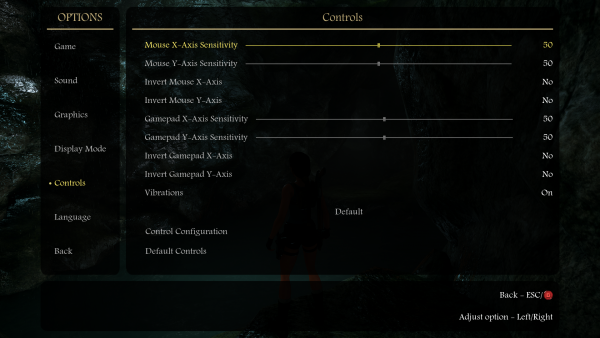 OPTIONS
Game
Sound
Graphics
Display Mode
Controls
Language
Back
Controls
Mouse X-Axis Sensitivity 50
Mouse Y-Axis Sensitivity 50
Invert Mouse X-Axis No
Invert Mouse Y-Axis No
Gamepad X-Axis Sensitivity 50
Gamepad Y-Axis Sensitivity 50
Invert Gamepad X-Axis No
Invert Gamepad Y-Axis No
Vibrations On
Default
Control Configuration
Default Controls
Back - ESC/
Adjust option - Left/Right